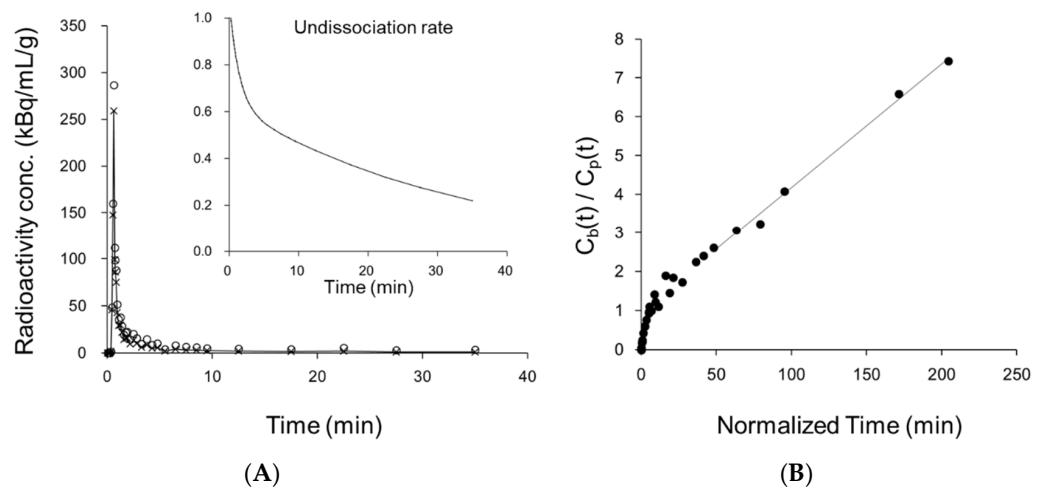 Radioactivity conc. (kBq/mL/g)
350
300
250
200
150
100
50
0
0 10 20 30 40
Time (min)
Undissociation rate
1.0
0.8
0.6
0.4
0.2
0.0
0 10 20 30 40
Time (min)
(A)
C_b(t) / C_p(t)
8
7
6
5
4
3
2
1
0
0 50 100 150 200 250
Normalized Time (min)
(B)